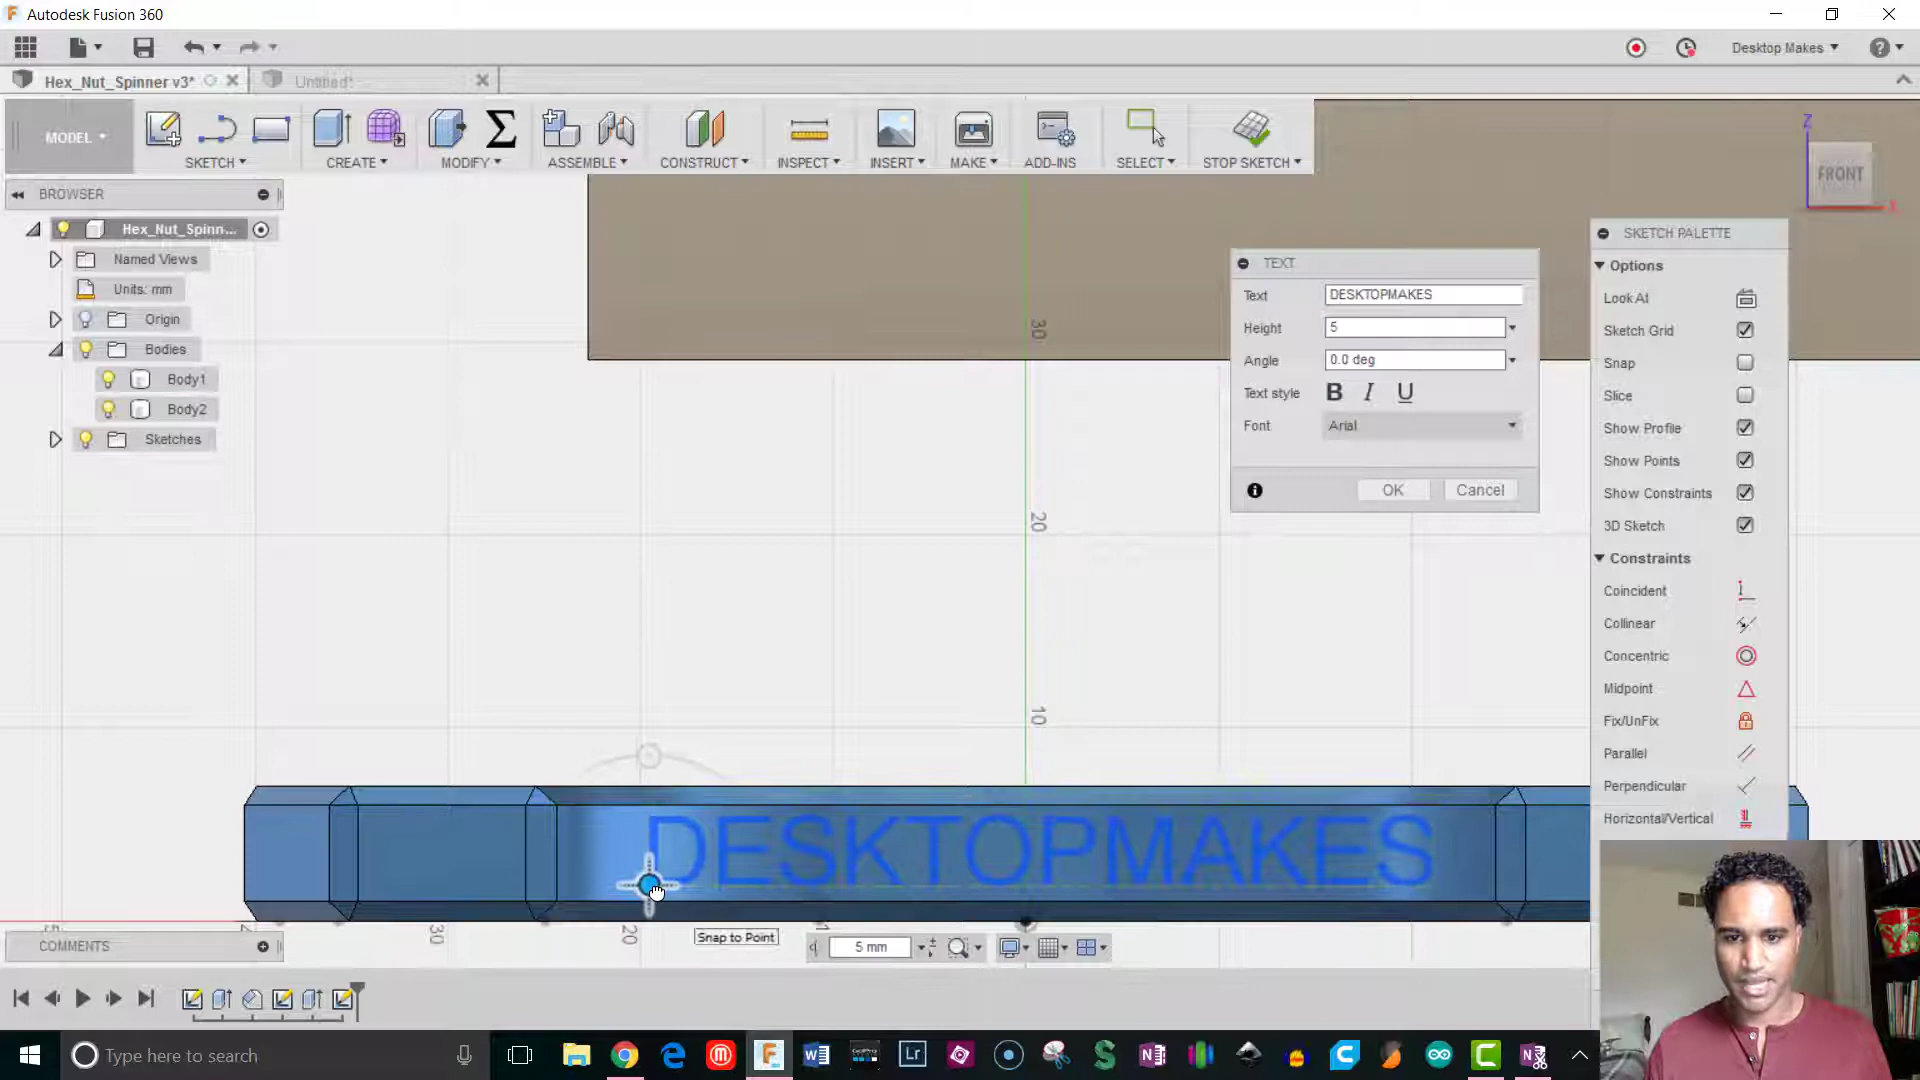 Autodesk Fusion 360
Desktop Makes
Hex_Nut_Spinner v3*
Untitled*
MODEL
SKETCH
CREATE
MODIFY
ASSEMBLE
CONSTRUCT
INSPECT
INSERT
MAKE
ADD-INS
SELECT
STOP SKETCH
Z
FRONT
X
BROWSER
Hex_Nut_Spinn...
Named Views
Units: mm
Origin
Bodies
Body1
Body2
Sketches
TEXT
Text DESKTOPMAKES
Height 5
Angle 0.0 deg
Text style B I U
Font Arial
OK Cancel
SKETCH PALETTE
Options
Look At
Sketch Grid
Snap
Slice
Show Profile
Show Points
Show Constraints
3D Sketch
Constraints
Coincident
Collinear
Concentric
Midpoint
Fix/UnFix
Parallel
Perpendicular
Horizontal/Vertical
30
20
10
DESKTOPMAKES
30
20
Snap to Point
5 mm
COMMENTS
Type here to search
Lr